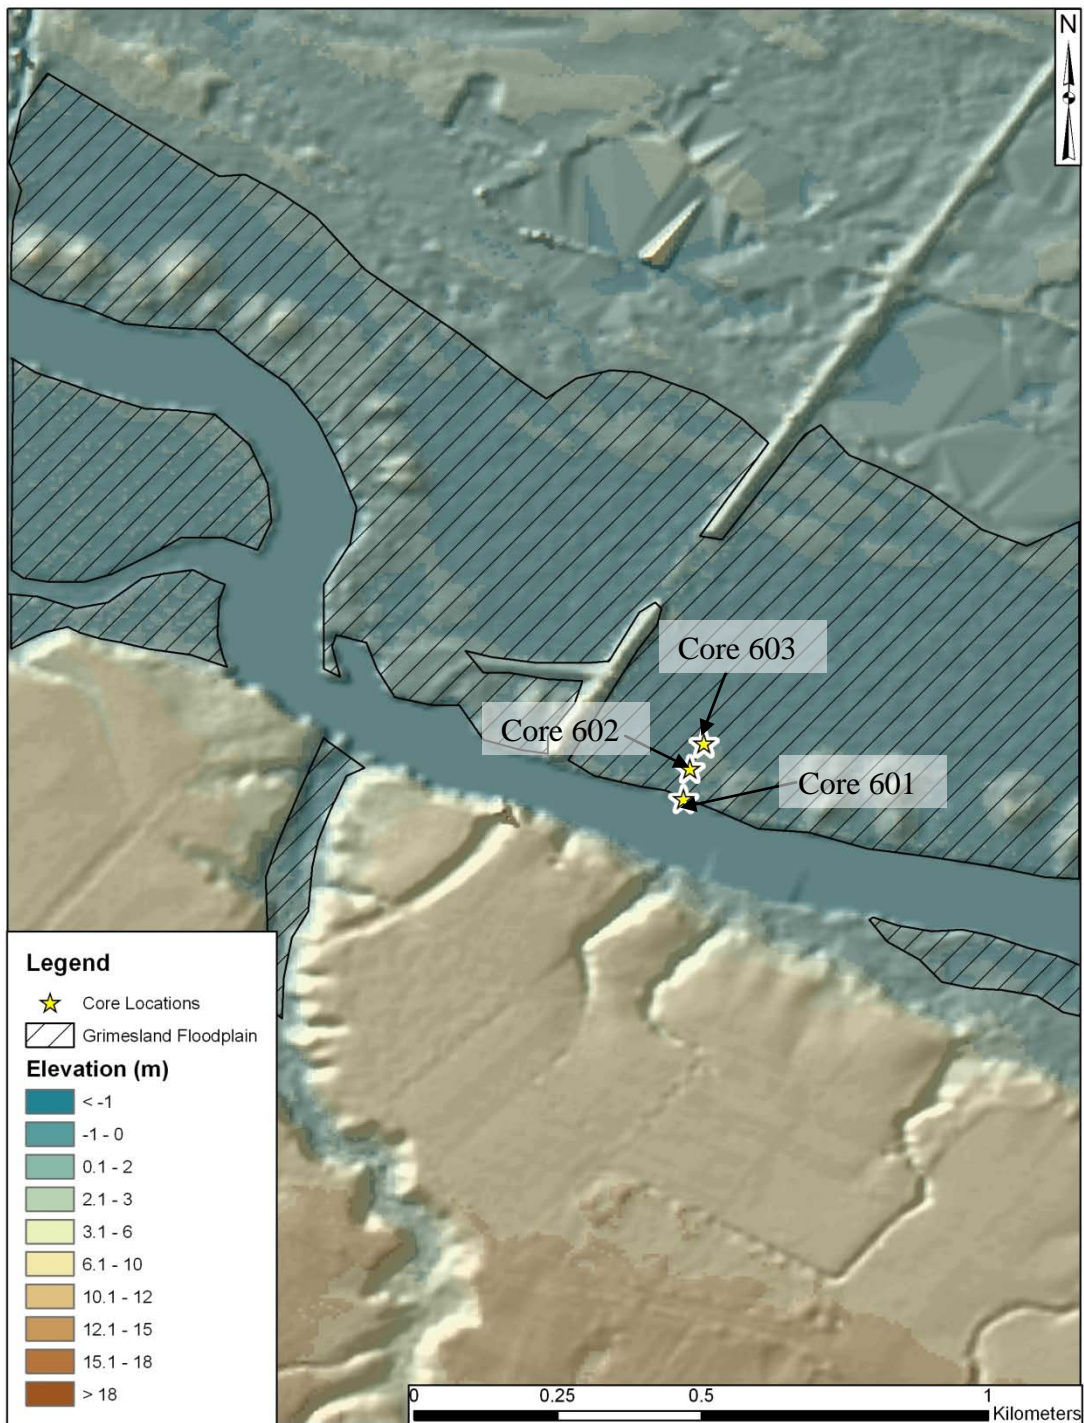 N
Core 603
Core 602
Core 601
Legend
Core Locations
Grimesland Floodplain
Elevation (m)
< -1
-1 - 0
0.1 - 2
2.1 - 3
3.1 - 6
6.1 - 10
10.1 - 12
12.1 - 15
15.1 - 18
> 18
0 0.25 0.5 1
Kilometers